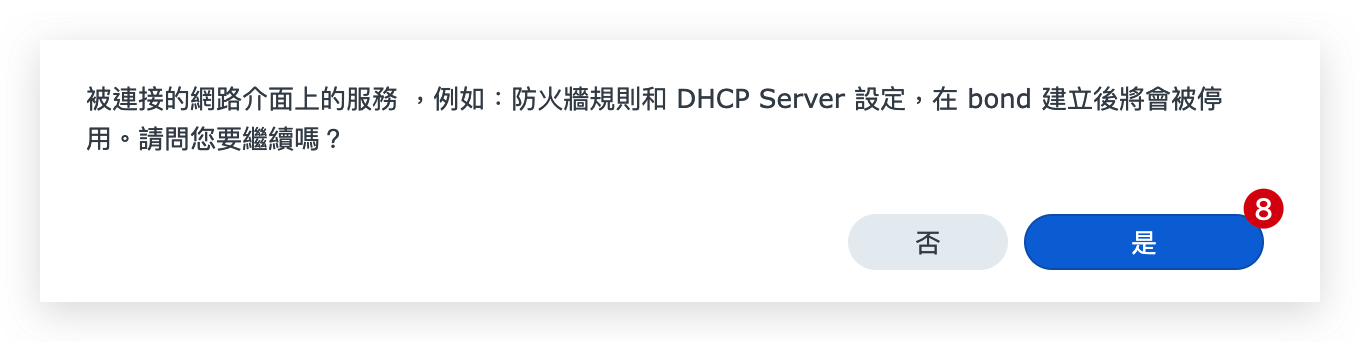 被連接的網路介面上的服務 ，例如：防火牆規則和 DHCP Server 設定，在 bond 建立後將會被停
用。請問您要繼續嗎？
8
否
是